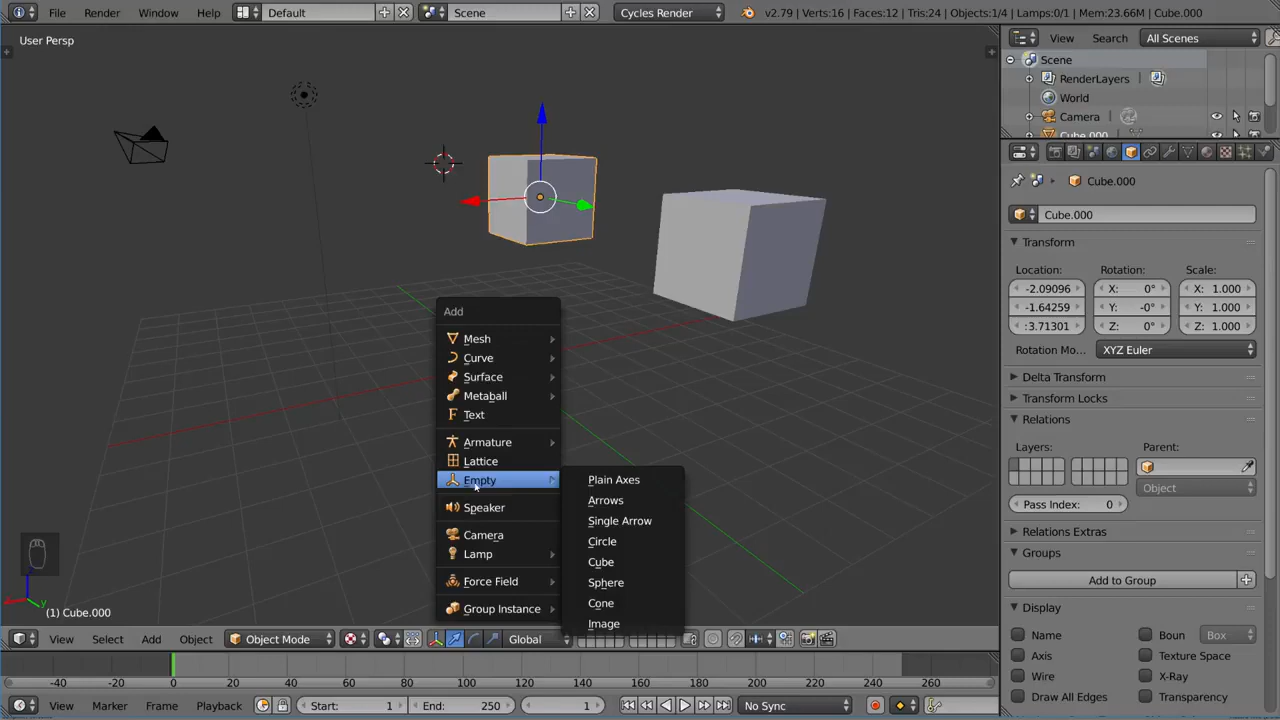 File Render Window Help Default Scene Cycles Render v2.79 | Verts:16 | Faces:12 | Tris:24 | Objects:1/4 | Lamps:0/1 | Mem:23.66M | Cube.000
User Persp
View Search All Scenes
Scene
RenderLayers
World
Camera
Cube.000
Cube.000
Cube.000
Transform
Location: Rotation: Scale:
-2.09096 X: 0° X: 1.000
-1.64259 Y: -0° Y: 1.000
:3.71301 Z: 0° Z: 1.000
Rotation Mo... XYZ Euler
Delta Transform
Transform Locks
Relations
Layers: Parent:
Object
Pass Index: 0
Relations Extras
Groups
Add to Group
Display
Name Boun Box
Axis Texture Space
Wire X-Ray
Draw All Edges Transparency
Add
Mesh
Curve
Surface
Metaball
Text
Armature
Lattice
Empty
Speaker
Camera
Lamp
Force Field
Group Instance
Plain Axes
Arrows
Single Arrow
Circle
Cube
Sphere
Cone
Image
z
x y
(1) Cube.000
View Select Add Object Object Mode Global
-40 -20 0 20 40 60 80 100 120 140 160 180 200 220 240 260
View Marker Frame Playback Start: 1 End: 250 1 No Sync